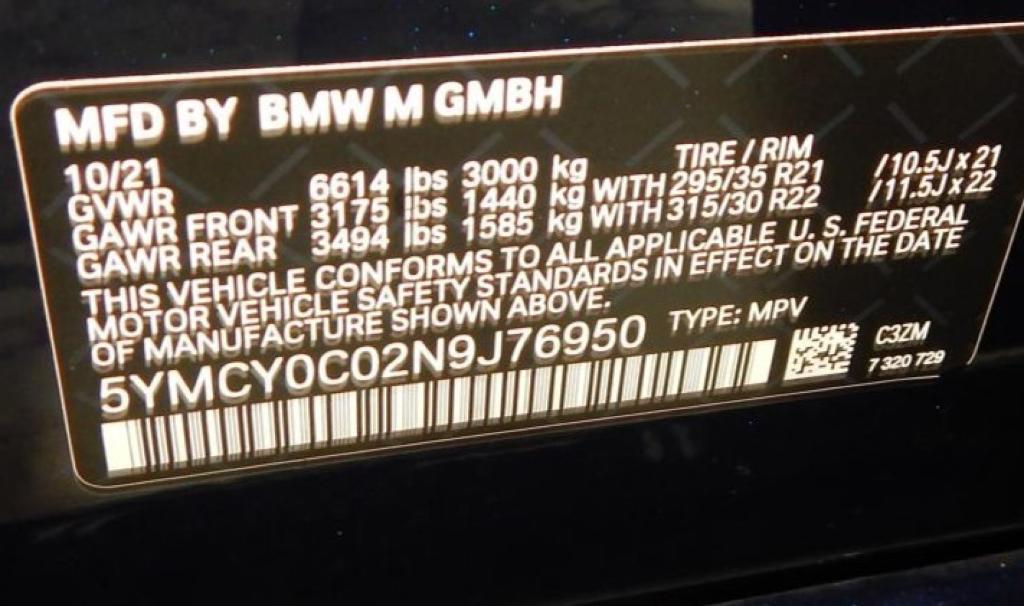 MFD BY BMW M GMBH
10/21 TIRE / RIM
GVWR 6614 lbs 3000 kg
GAWR FRONT 3175 lbs 1440 kg WITH 295/35 R21 /10.5J x 21
GAWR REAR 3494 lbs 1585 kg WITH 315/30 R22 /11.5J x 22
THIS VEHICLE CONFORMS TO ALL APPLICABLE U. S. FEDERAL
MOTOR VEHICLE SAFETY STANDARDS IN EFFECT ON THE DATE
OF MANUFACTURE SHOWN ABOVE.
5YMCY0C02N9J76950 TYPE: MPV
C3ZM
7 320 729